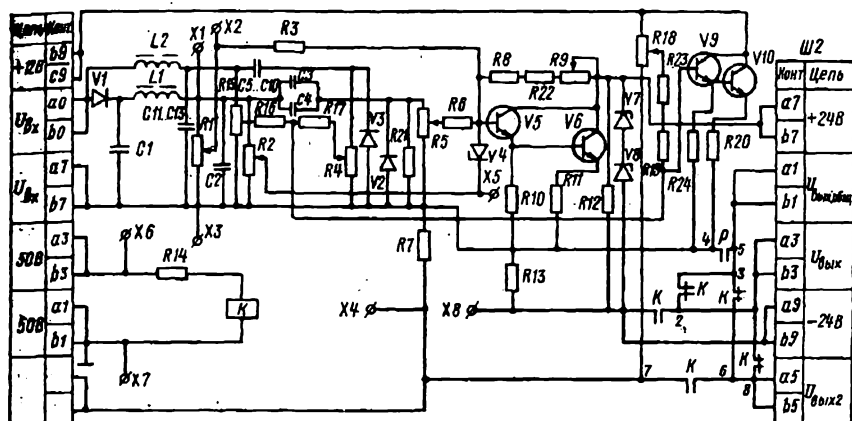 Цепь Конт
b9
+12В
c9
a0
Uвх
b0
a7
Uвх
b7
a3
50В
b3
a1
50В
b1
X1
X2
R3
L2
V1
L1
C5..C10
C3
C4
R15
C11..C13
R1
R16
R17
V3
C1
C2
R2
R4
V2
R21
R5
R6
V4
X5
R8
R22
R9
V5
V6
V7
V8
R10
R11
R12
R13
R7
X3
X4
X8
X6
R14
K
X7
R18
R23
V9
V10
R19
R24
R20
4
P
5
3
K
K
K
2
K
7
K
6
8
Ш2
Конт Цепь
a7
+24В
b7
a1
Uвых,общ
b1
a3
Uвых
b3
a9
-24В
b9
a5
Uвых2
b5